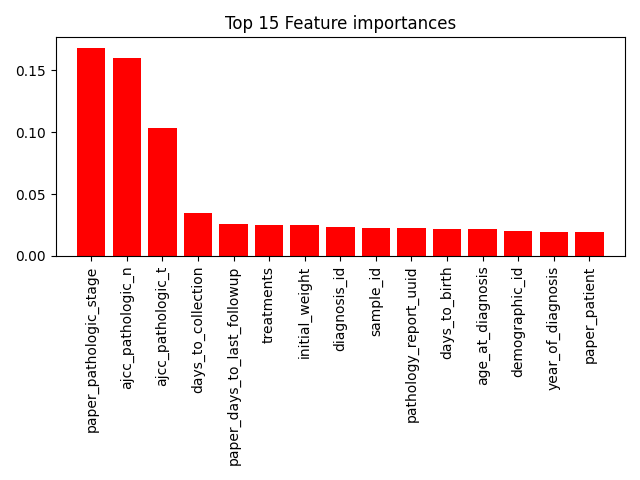 Top 15 Feature importances
0.15
0.10
0.05
0.00
paper_pathologic_stage
ajcc_pathologic_n
ajcc_pathologic_t
days_to_collection
paper_days_to_last_followup
treatments
initial_weight
diagnosis_id
sample_id
pathology_report_uuid
days_to_birth
age_at_diagnosis
demographic_id
year_of_diagnosis
paper_patient